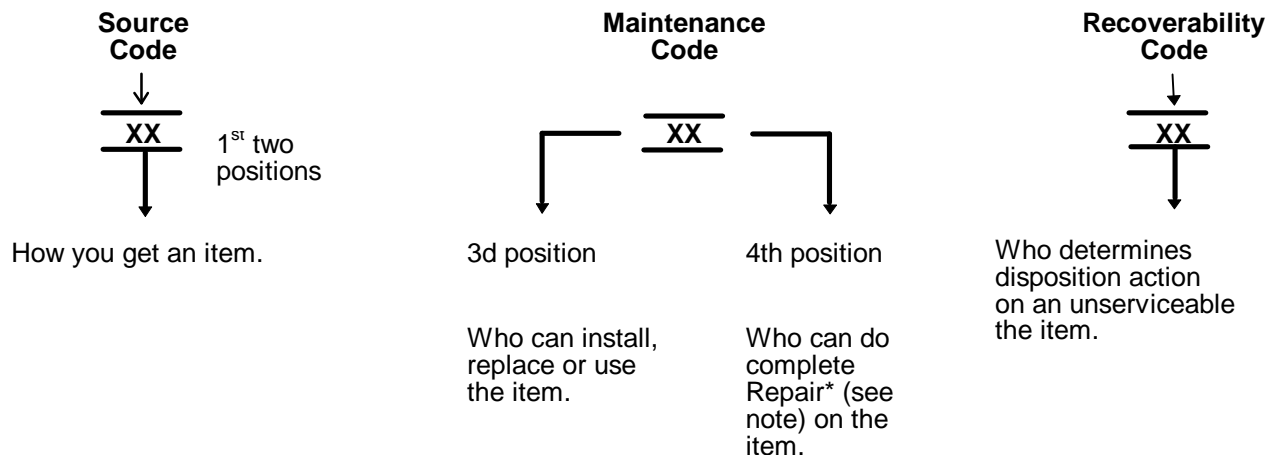 Source
Code
XX
1st two
positions
How you get an item.
Maintenance
Code
XX
3d position
Who can install,
replace or use
the item.
4th position
Who can do
complete
Repair* (see
note) on the
item.
Recoverability
Code
XX
Who determines
disposition action
on an unserviceable
the item.